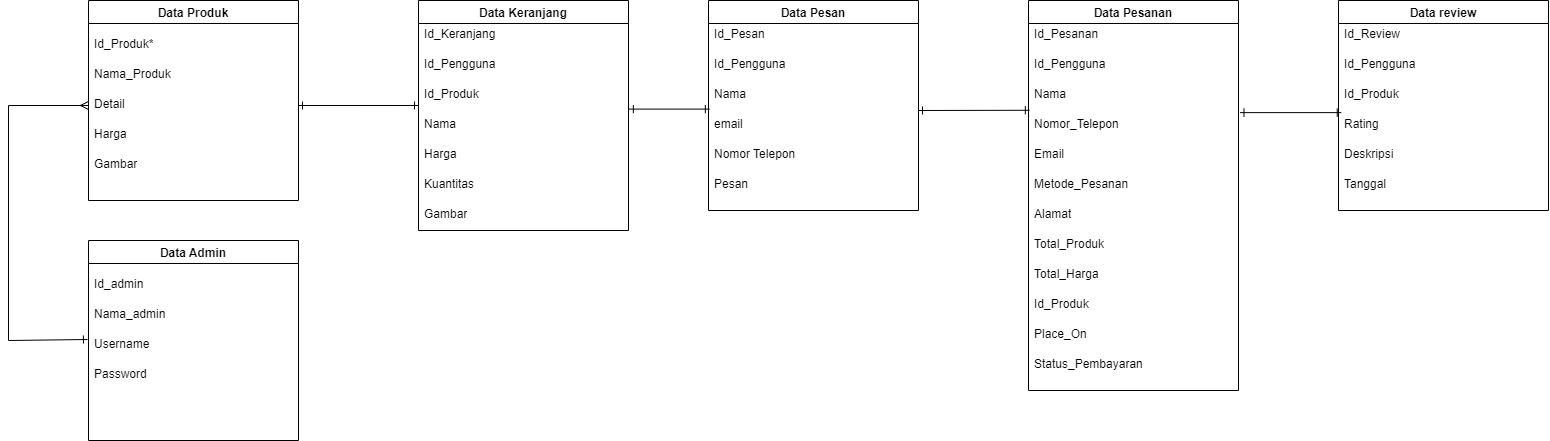 Data Produk
Id_Produk*
Nama_Produk
Detail
Harga
Gambar
Data Admin
Id_admin
Nama_admin
Username
Password
Data Keranjang
Id_Keranjang
Id_Pengguna
Id_Produk
Nama
Harga
Kuantitas
Gambar
Data Pesan
Id_Pesan
Id_Pengguna
Nama
email
Nomor Telepon
Pesan
Data Pesanan
Id_Pesanan
Id_Pengguna
Nama
Nomor_Telepon
Email
Metode_Pesanan
Alamat
Total_Produk
Total_Harga
Id_Produk
Place_On
Status_Pembayaran
Data review
Id_Review
Id_Pengguna
Id_Produk
Rating
Deskripsi
Tanggal